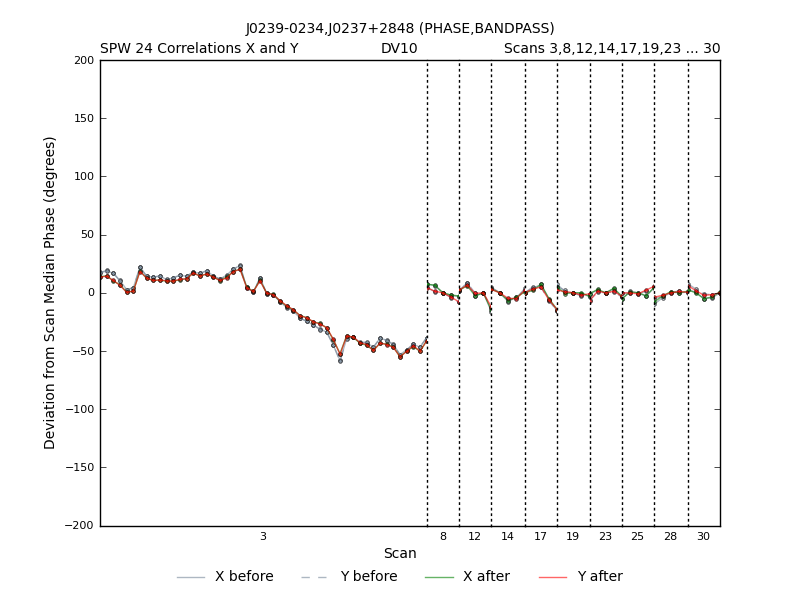 J0239-0234,J0237+2848 (PHASE,BANDPASS)
SPW 24 Correlations X and Y DV10 Scans 3,8,12,14,17,19,23 ... 30
200
150
100
50
0
−50
−100
−150
−200
Deviation from Scan Median Phase (degrees)
3 8 12 14 17 19 23 25 28 30
Scan
X before Y before X after Y after